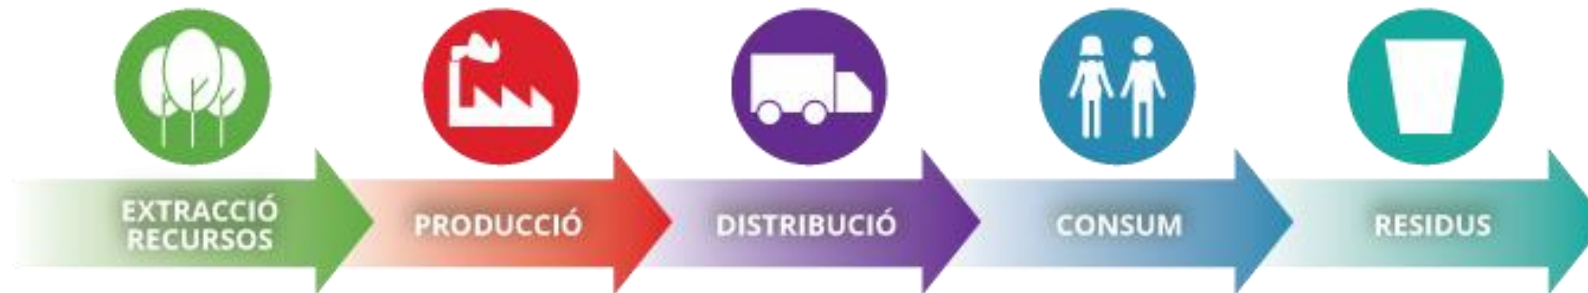 EXTRACCIÓ
RECURSOS
PRODUCCIÓ
DISTRIBUCIÓ
CONSUM
RESIDUS